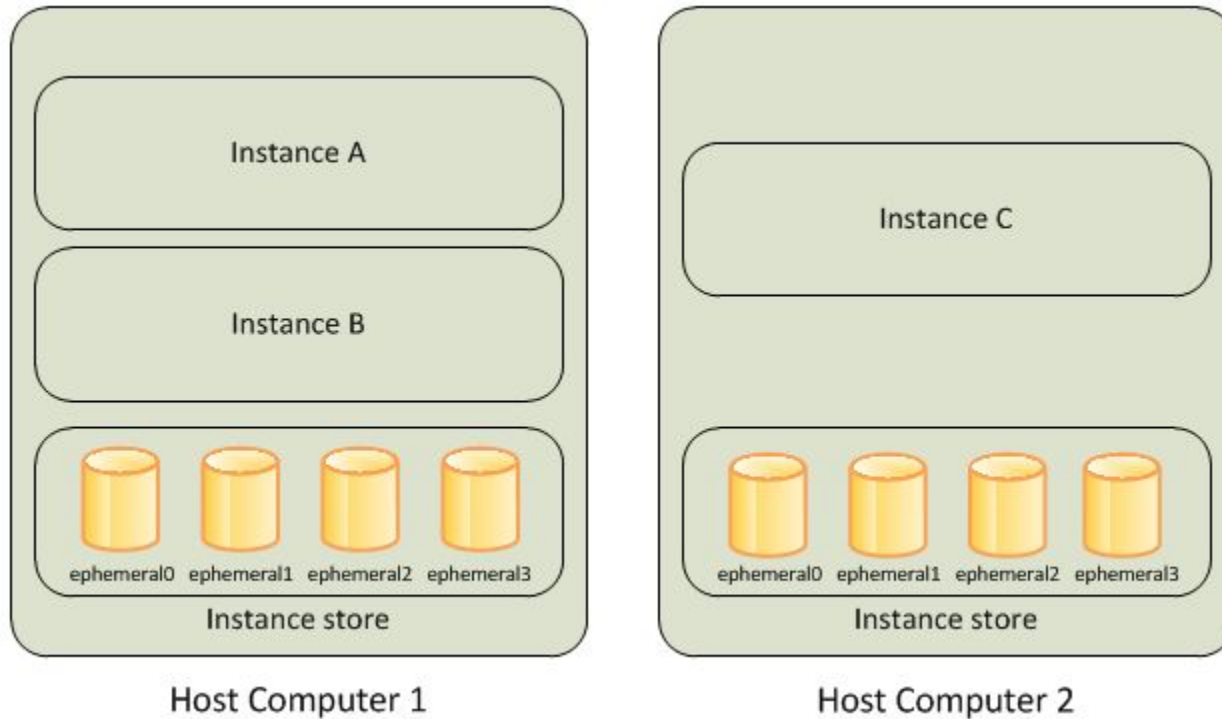 Instance A
Instance B
ephemeral0 ephemeral1 ephemeral2 ephemeral3
Instance store
Host Computer 1
Instance C
ephemeral0 ephemeral1 ephemeral2 ephemeral3
Instance store
Host Computer 2